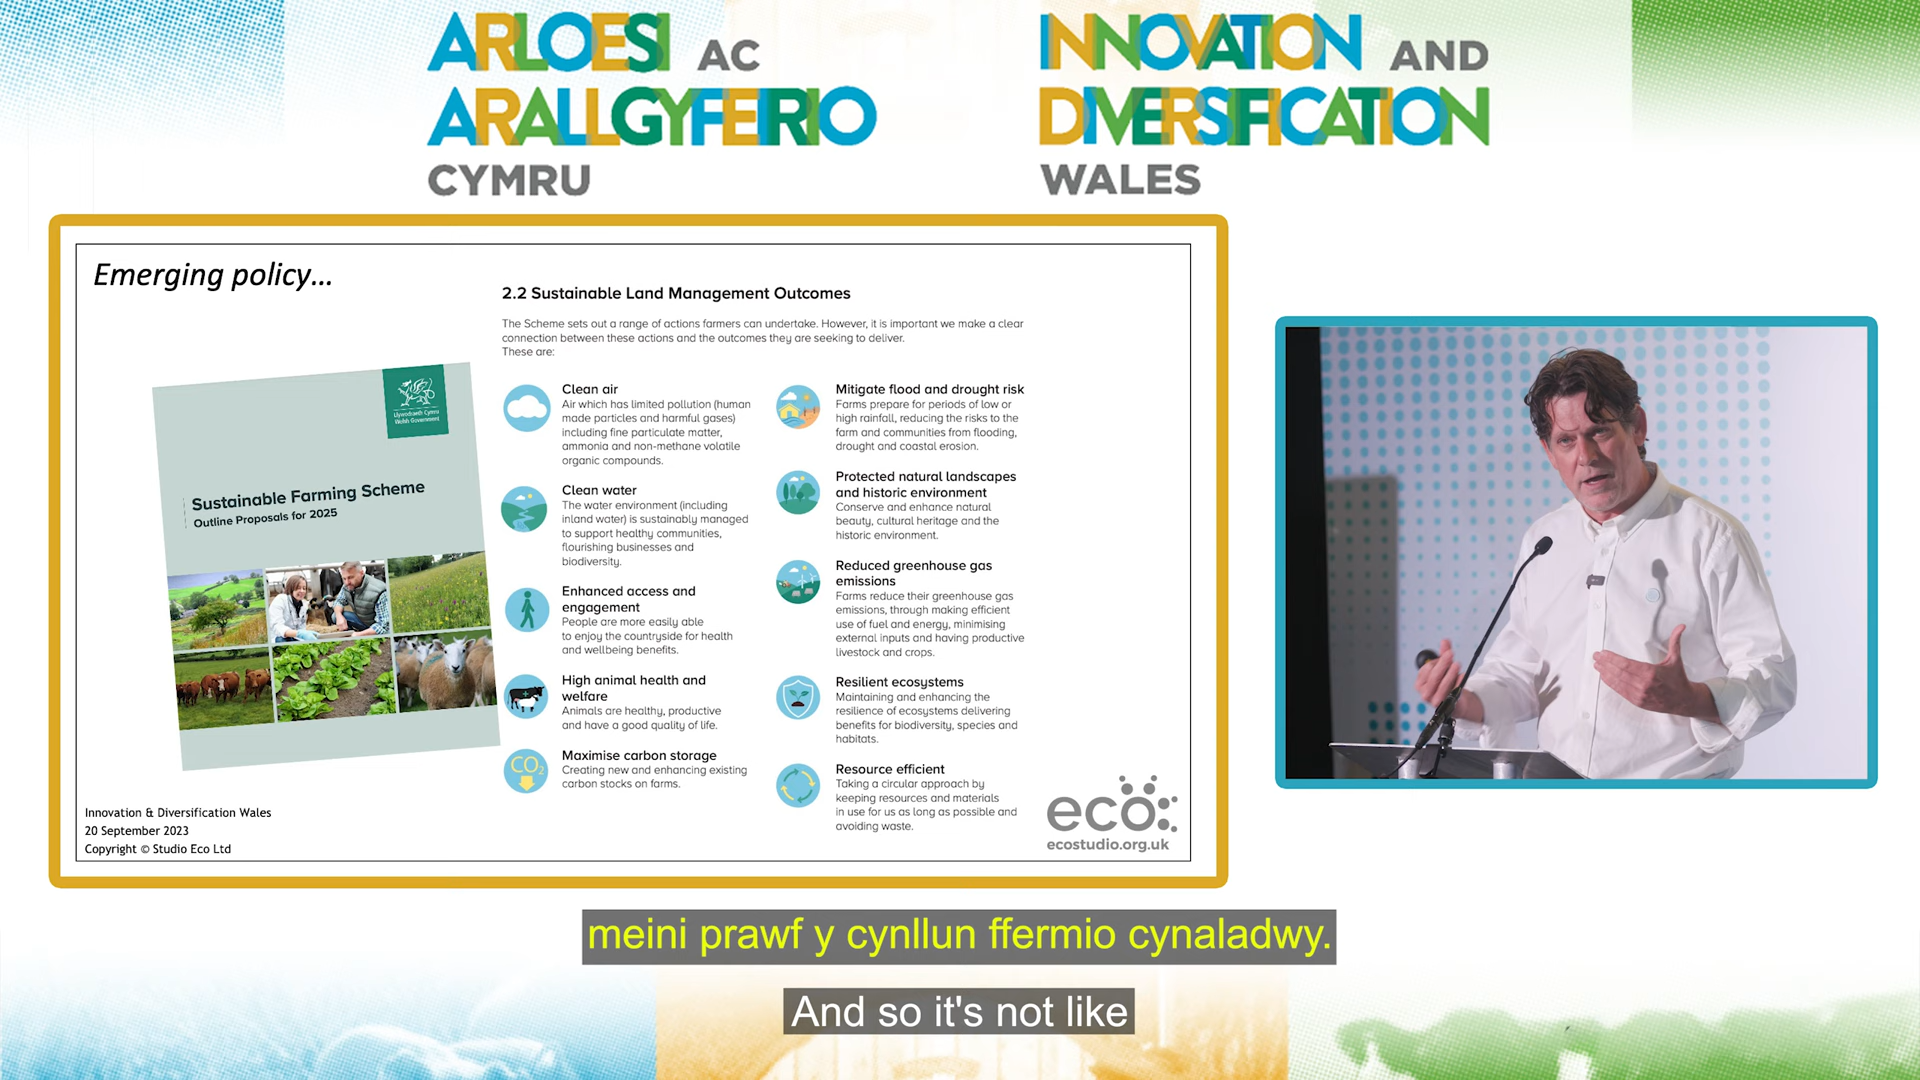 ARLOESI AC
ARALLGYFEIRIO
CYMRU
INNOVATION AND
DIVERSIFICATION
WALES
Emerging policy...
Llywodraeth Cymru
Welsh Government
Sustainable Farming Scheme
Outline Proposals for 2025
2.2 Sustainable Land Management Outcomes
The Scheme sets out a range of actions farmers can undertake. However, it is important we make a clear
connection between these actions and the outcomes they are seeking to deliver.
These are:
Clean air
Air which has limited pollution (human
made particles and harmful gases)
including fine particulate matter,
ammonia and non-methane volatile
organic compounds.
Clean water
The water environment (including
inland water) is sustainably managed
to support healthy communities,
flourishing businesses and
biodiversity.
Enhanced access and
engagement
People are more easily able
to enjoy the countryside for health
and wellbeing benefits.
High animal health and
welfare
Animals are healthy, productive
and have a good quality of life.
CO2
Maximise carbon storage
Creating new and enhancing existing
carbon stocks on farms.
Mitigate flood and drought risk
Farms prepare for periods of low or
high rainfall, reducing the risks to the
farm and communities from flooding,
drought and coastal erosion.
Protected natural landscapes
and historic environment
Conserve and enhance natural
beauty, cultural heritage and the
historic environment.
Reduced greenhouse gas
emissions
Farms reduce their greenhouse gas
emissions, through making efficient
use of fuel and energy, minimising
external inputs and having productive
livestock and crops.
Resilient ecosystems
Maintaining and enhancing the
resilience of ecosystems delivering
benefits for biodiversity, species and
habitats.
Resource efficient
Taking a circular approach by
keeping resources and materials
in use for us as long as possible and
avoiding waste.
Innovation & Diversification Wales
20 September 2023
Copyright © Studio Eco Ltd
eco
ecostudio.org.uk
meini prawf y cynllun ffermio cynaladwy.
And so it's not like